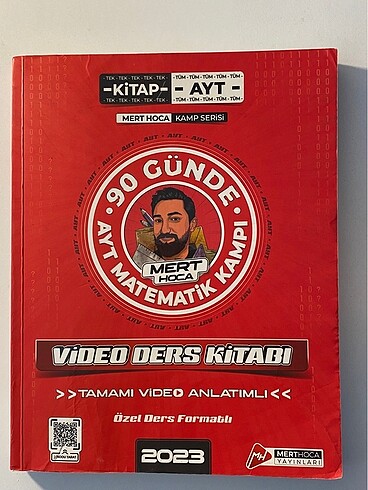 TEK - TEK - TEK - TEK - TEK
TÜM - TÜM - TÜM - TÜM - TÜM
-KİTAP- - AYT -
TEK - TEK - TEK - TEK - TEK
TÜM - TÜM - TÜM - TÜM - TÜM
MERT HOCA KAMP SERİSİ
90 GÜNDE
AYT MATEMATİK KAMPI
MERT
HOCA
VİDEO DERS KİTABI
>>TAMAMI VİDEO ANLATIMLI<<
Özel Ders Formatlı
2023
MH
MERTHOCA
YAYINLARI